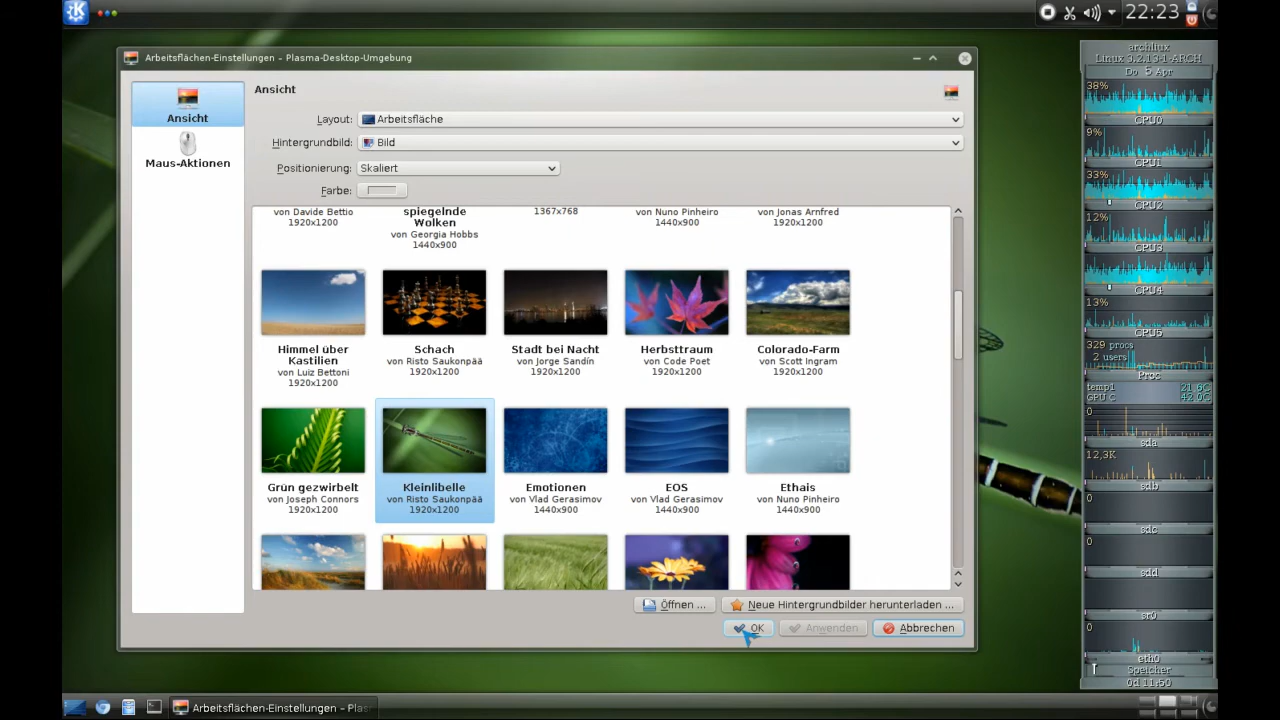 22:23
Arbeitsflächen-Einstellungen – Plasma-Desktop-Umgebung
Ansicht
Maus-Aktionen
Ansicht
Layout: Arbeitsfläche
Hintergrundbild: Bild
Positionierung: Skaliert
Farbe:
von Davide Bettio
1920x1200
spiegelnde
Wolken
von Georgia Hobbs
1440x900
1367x768
von Nuno Pinheiro
1440x900
von Jonas Arnfred
1920x1200
Himmel über
Kastilien
von Luiz Bettoni
1920x1200
Schach
von Risto Saukonpää
1920x1200
Stadt bei Nacht
von Jorge Sandín
1920x1200
Herbsttraum
von Code Poet
1920x1200
Colorado-Farm
von Scott Ingram
1920x1200
Grün gezwirbelt
von Joseph Connors
1920x1200
Kleinlibelle
von Risto Saukonpää
1920x1200
Emotionen
von Vlad Gerasimov
1440x900
EOS
von Vlad Gerasimov
1440x900
Ethais
von Nuno Pinheiro
1440x900
Öffnen ...
Neue Hintergrundbilder herunterladen ...
OK
Anwenden
Abbrechen
archliux
Linux 3.2.13-1-ARCH
Do 5 Apr
38%
CPU0
9%
CPU1
33%
CPU2
12%
CPU3
CPU4
13%
CPU5
329 procs
2 users
Proc
temp1 21.6C
GPU C 42.0C
0
sda
12,3K
sdb
0
sdc
0
sdd
0
sr0
0
eth0
Speicher
0d 11:50
Arbeitsflächen-Einstellungen – Plas